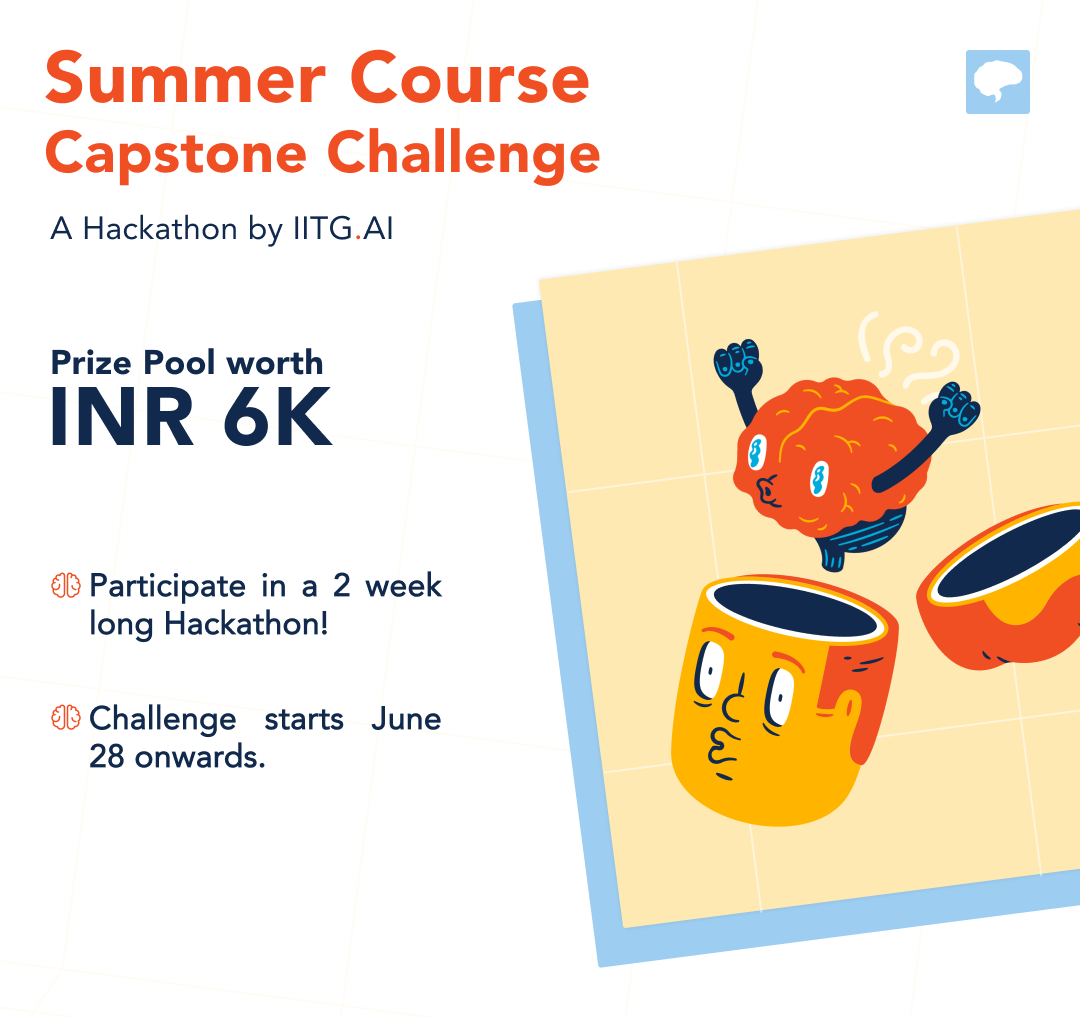 Summer Course
Capstone Challenge
A Hackathon by IITG.AI
Prize Pool worth
INR 6K
Participate in a 2 week
long Hackathon!
Challenge starts June
28 onwards.